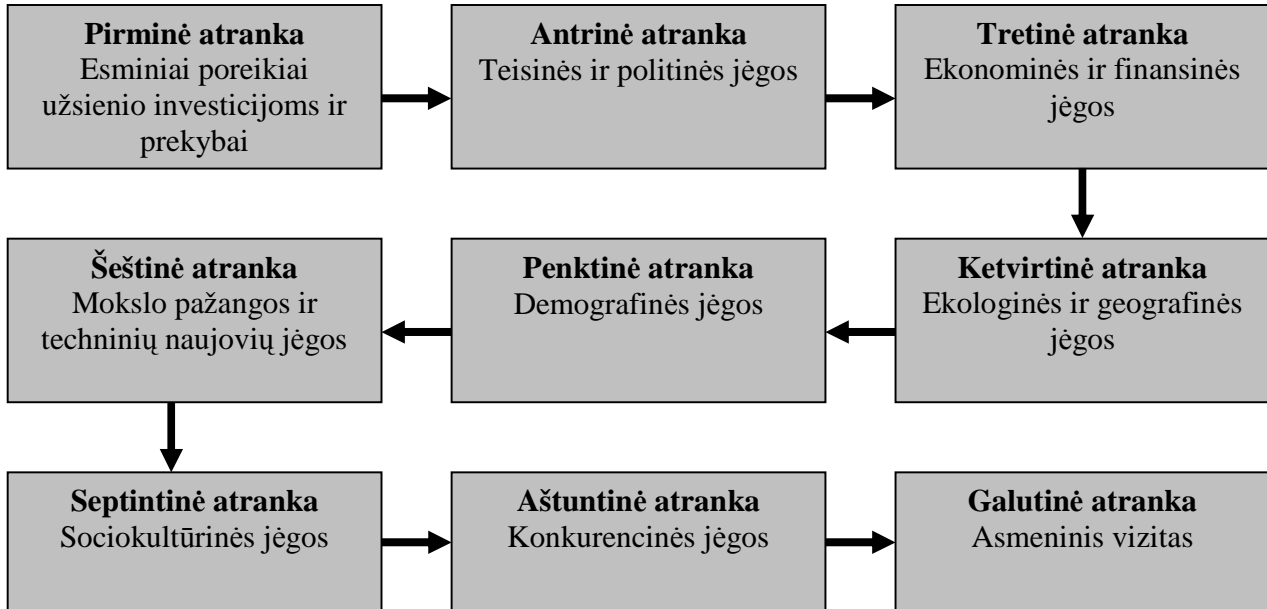 Pirminė atranka
Esminiai poreikiai
užsienio investicijoms ir
prekybai
Antrinė atranka
Teisinės ir politinės jėgos
Tretinė atranka
Ekonominės ir finansinės
jėgos
Ketvirtinė atranka
Ekologinės ir geografinės
jėgos
Penktinė atranka
Demografinės jėgos
Šeštinė atranka
Mokslo pažangos ir
techninių naujovių jėgos
Septintinė atranka
Sociokultūrinės jėgos
Aštuntinė atranka
Konkurencinės jėgos
Galutinė atranka
Asmeninis vizitas